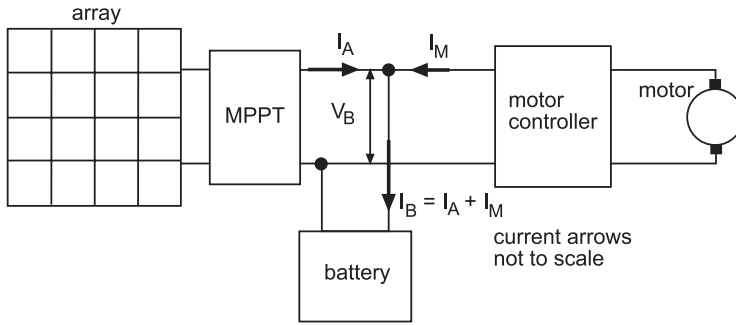 array
I_A
I_M
MPPT
V_B
motor
controller
motor
I_B = I_A + I_M
battery
current arrows
not to scale